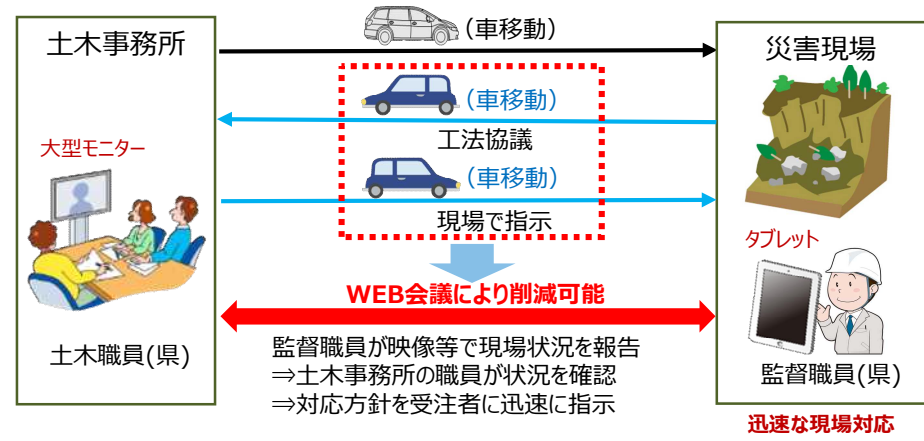 土木事務所
(車移動)
災害現場
(車移動)
工法協議
大型モニター
(車移動)
現場で指示
タブレット
WEB会議により削減可能
土木職員(県)
監督職員が映像等で現場状況を報告
⇒土木事務所の職員が状況を確認
⇒対応方針を受注者に迅速に指示
監督職員(県)
迅速な現場対応